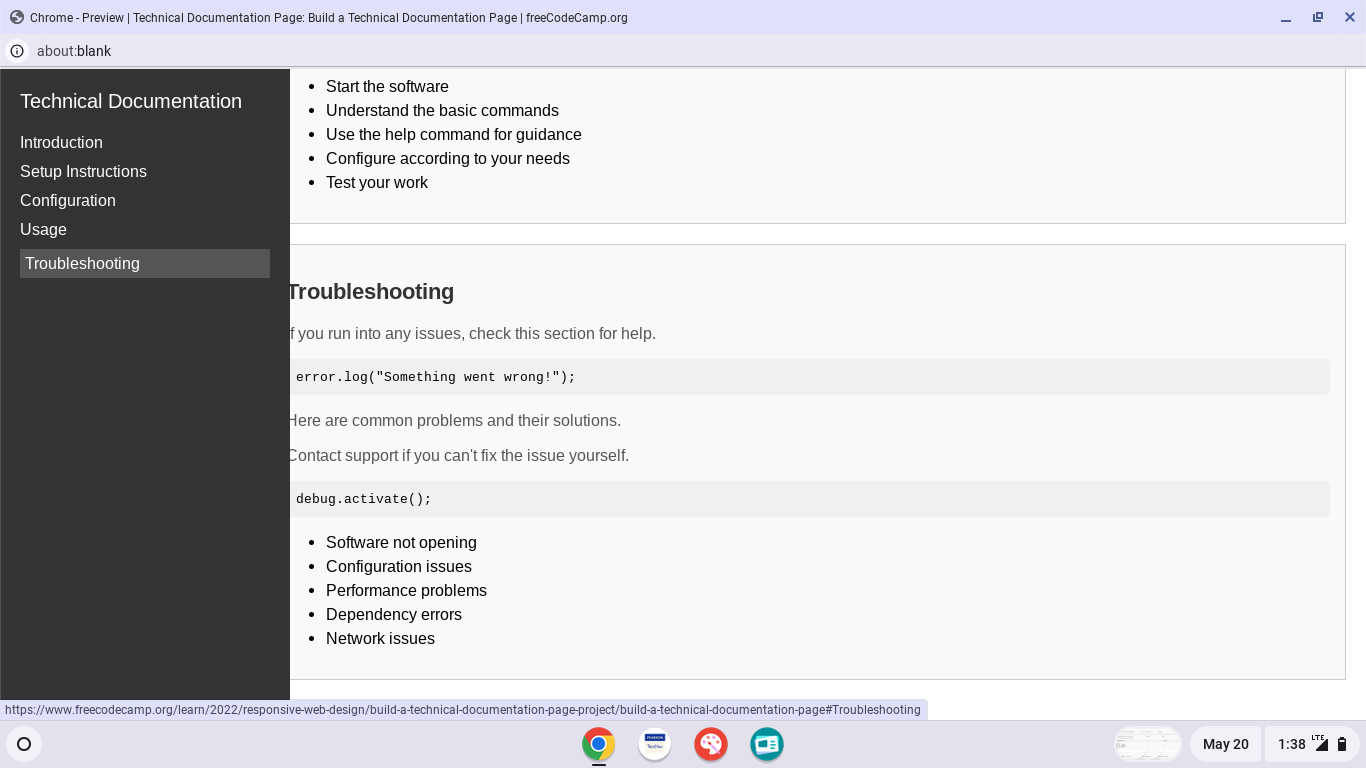 Chrome - Preview | Technical Documentation Page: Build a Technical Documentation Page | freeCodeCamp.org
about:blank
Technical Documentation
Introduction
Setup Instructions
Configuration
Usage
Troubleshooting
• Start the software
• Understand the basic commands
• Use the help command for guidance
• Configure according to your needs
• Test your work
Troubleshooting
If you run into any issues, check this section for help.
error.log("Something went wrong!");
Here are common problems and their solutions.
Contact support if you can't fix the issue yourself.
debug.activate();
• Software not opening
• Configuration issues
• Performance problems
• Dependency errors
• Network issues
https://www.freecodecamp.org/learn/2022/responsive-web-design/build-a-technical-documentation-page-project/build-a-technical-documentation-page#Troubleshooting
PEARSON
TestNav
May 20
1:38
LTE